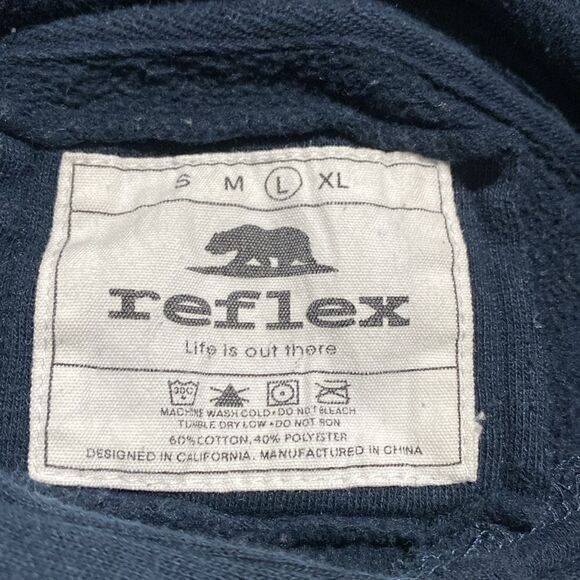 S M L XL
reflex
Life is out there
30C
MACHINE WASH COLD • DO NOT BLEACH
TUMBLE DRY LOW • DO NOT IRON
60% COTTON, 40% POLYESTER
DESIGNED IN CALIFORNIA. MANUFACTURED IN CHINA